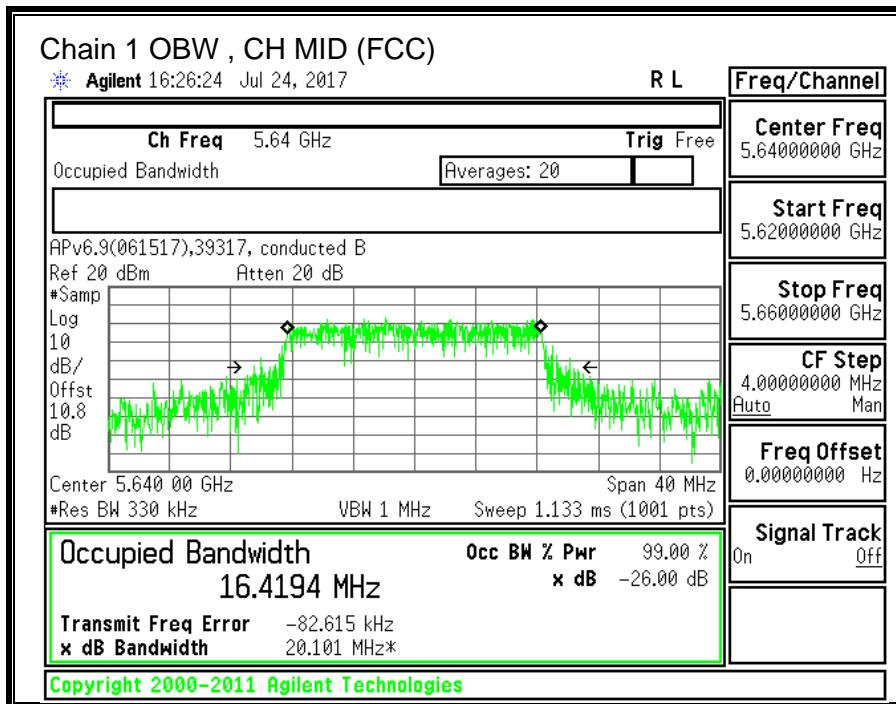 Chain 1 OBW , CH MID (FCC)
Agilent 16:26:24 Jul 24, 2017 R L
Freq/Channel
Ch Freq 5.64 GHz Trig Free
Occupied Bandwidth Averages: 20
APv6.9(061517),39317, conducted B
Ref 20 dBm Atten 20 dB
#Samp
Log
10
dB/
Offst
10.8
dB
Center 5.640 00 GHz Span 40 MHz
#Res BW 330 kHz VBW 1 MHz Sweep 1.133 ms (1001 pts)
Occupied Bandwidth Occ BW % Pwr 99.00 %
16.4194 MHz x dB -26.00 dB
Transmit Freq Error -82.615 kHz
x dB Bandwidth 20.101 MHz*
Copyright 2000-2011 Agilent Technologies
Center Freq
5.64000000 GHz
Start Freq
5.62000000 GHz
Stop Freq
5.66000000 GHz
CF Step
4.00000000 MHz
Auto Man
Freq Offset
0.00000000 Hz
Signal Track
On Off